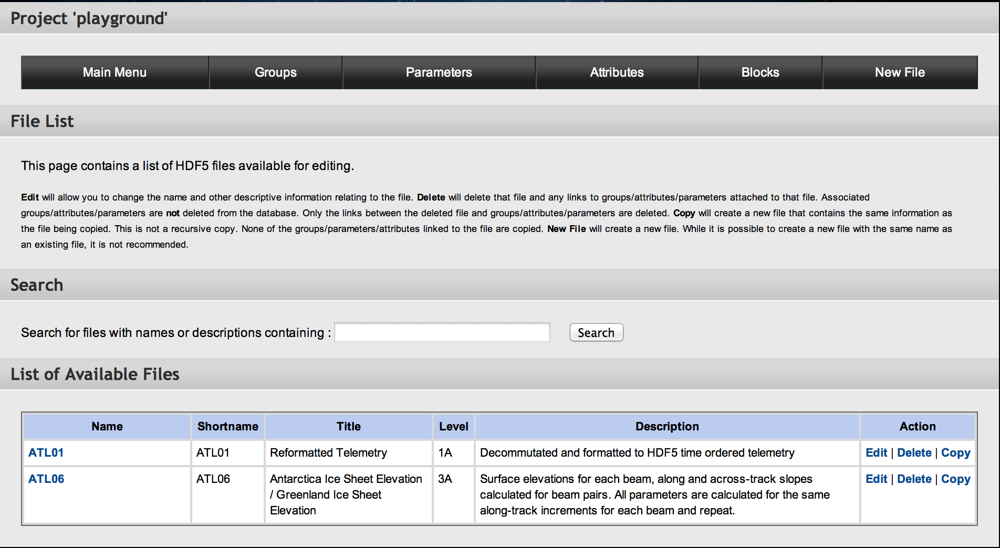 Project 'playground'
Main Menu Groups Parameters Attributes Blocks New File
File List
This page contains a list of HDF5 files available for editing.
Edit will allow you to change the name and other descriptive information relating to the file. Delete will delete that file and any links to groups/attributes/parameters attached to that file. Associated
groups/attributes/parameters are not deleted from the database. Only the links between the deleted file and groups/attributes/parameters are deleted. Copy will create a new file that contains the same information as
the file being copied. This is not a recursive copy. None of the groups/parameters/attributes linked to the file are copied. New File will create a new file. While it is possible to create a new file with the same name as
an existing file, it is not recommended.
Search
Search for files with names or descriptions containing : Search
List of Available Files
Name Shortname Title Level Description Action
ATL01 ATL01 Reformatted Telemetry 1A Decommutated and formatted to HDF5 time ordered telemetry Edit | Delete | Copy
ATL06 ATL06 Antarctica Ice Sheet Elevation 3A Surface elevations for each beam, along and across-track slopes Edit | Delete | Copy
/ Greenland Ice Sheet calculated for beam pairs. All parameters are calculated for the same
Elevation along-track increments for each beam and repeat.